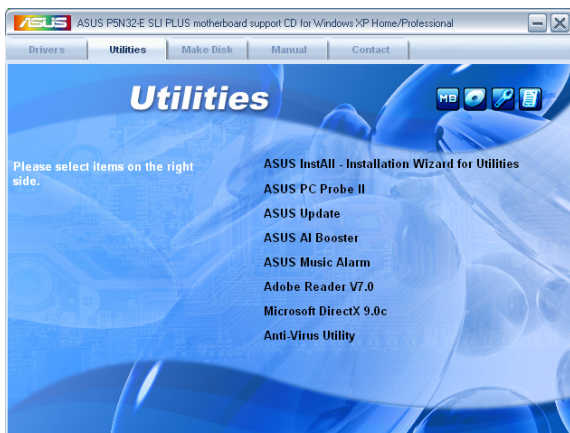 ASUS ASUS P5N32-E SLI PLUS motherboard support CD for Windows XP Home/Professional
Drivers Utilities Make Disk Manual Contact
Utilities
MB
Please select items on the right
side.
ASUS InstAll - Installation Wizard for Utilities
ASUS PC Probe II
ASUS Update
ASUS AI Booster
ASUS Music Alarm
Adobe Reader V7.0
Microsoft DirectX 9.0c
Anti-Virus Utility